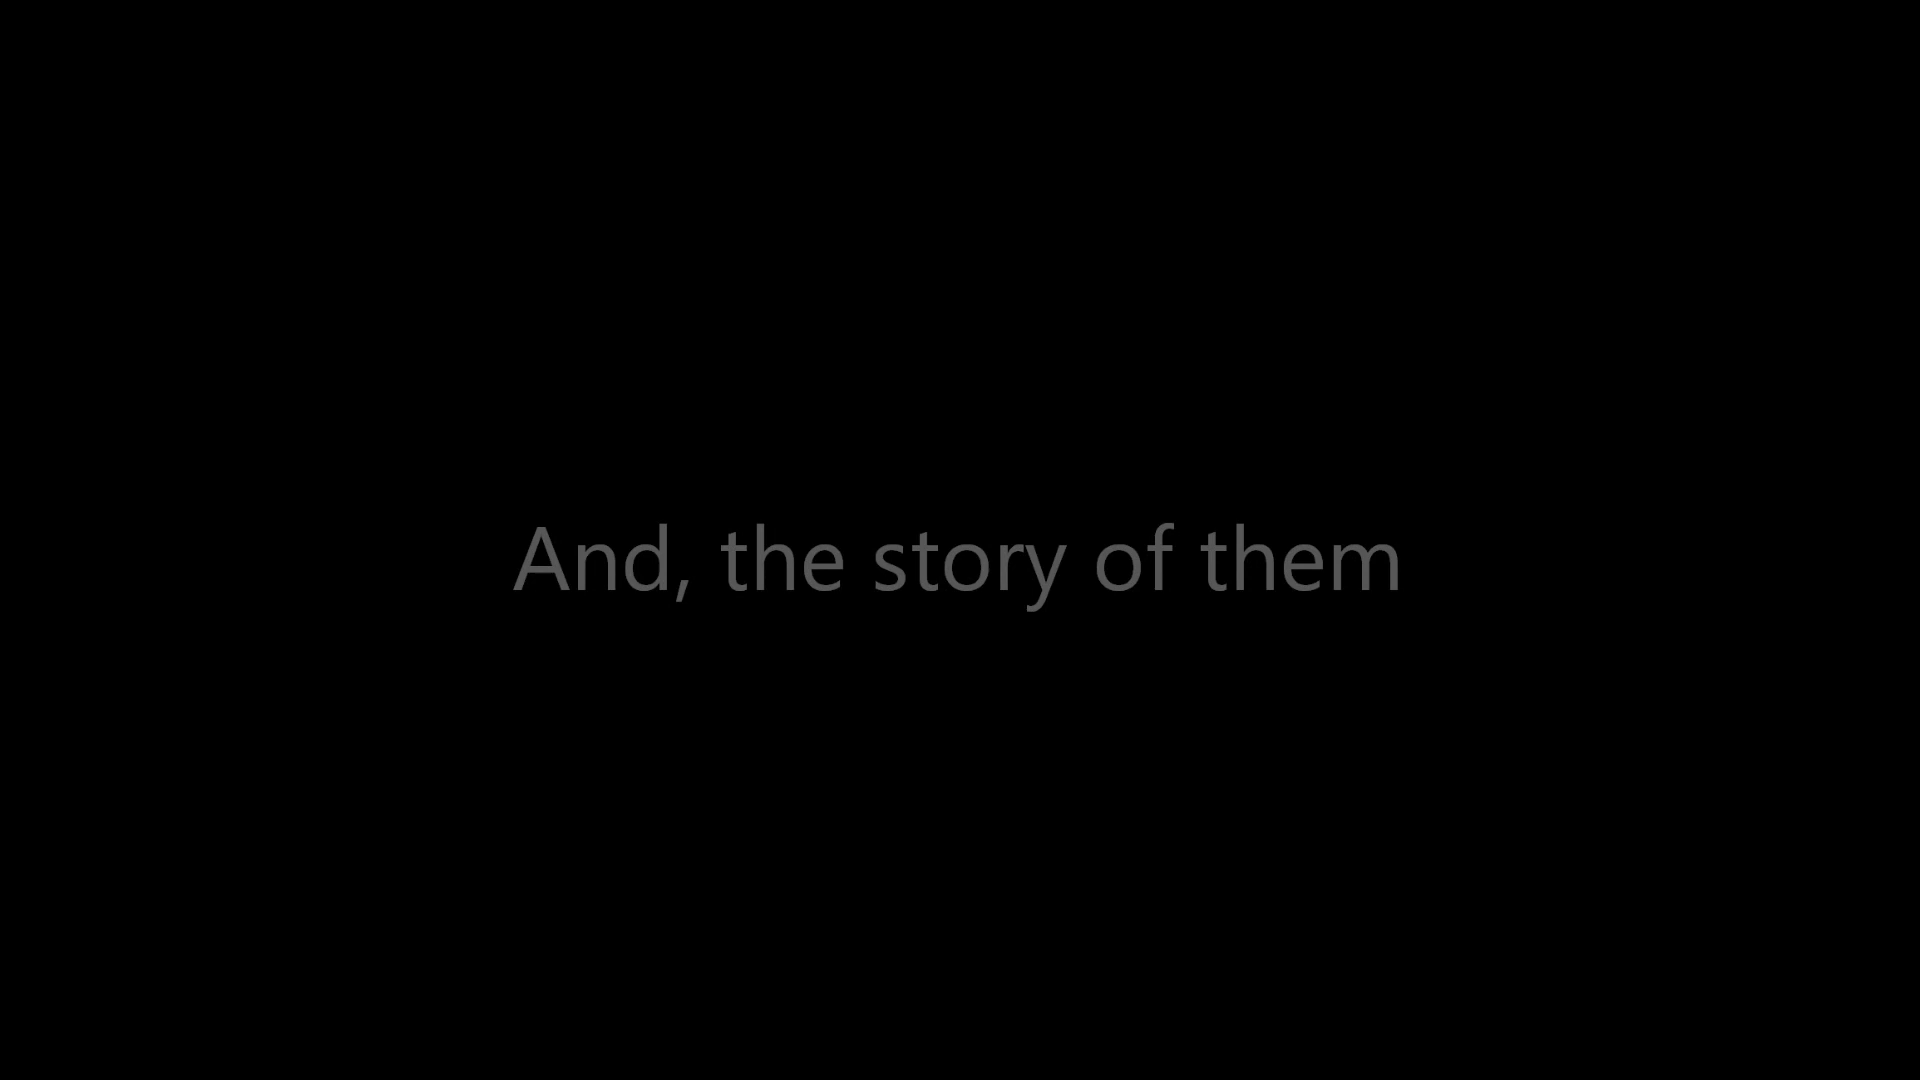 And, the story of them